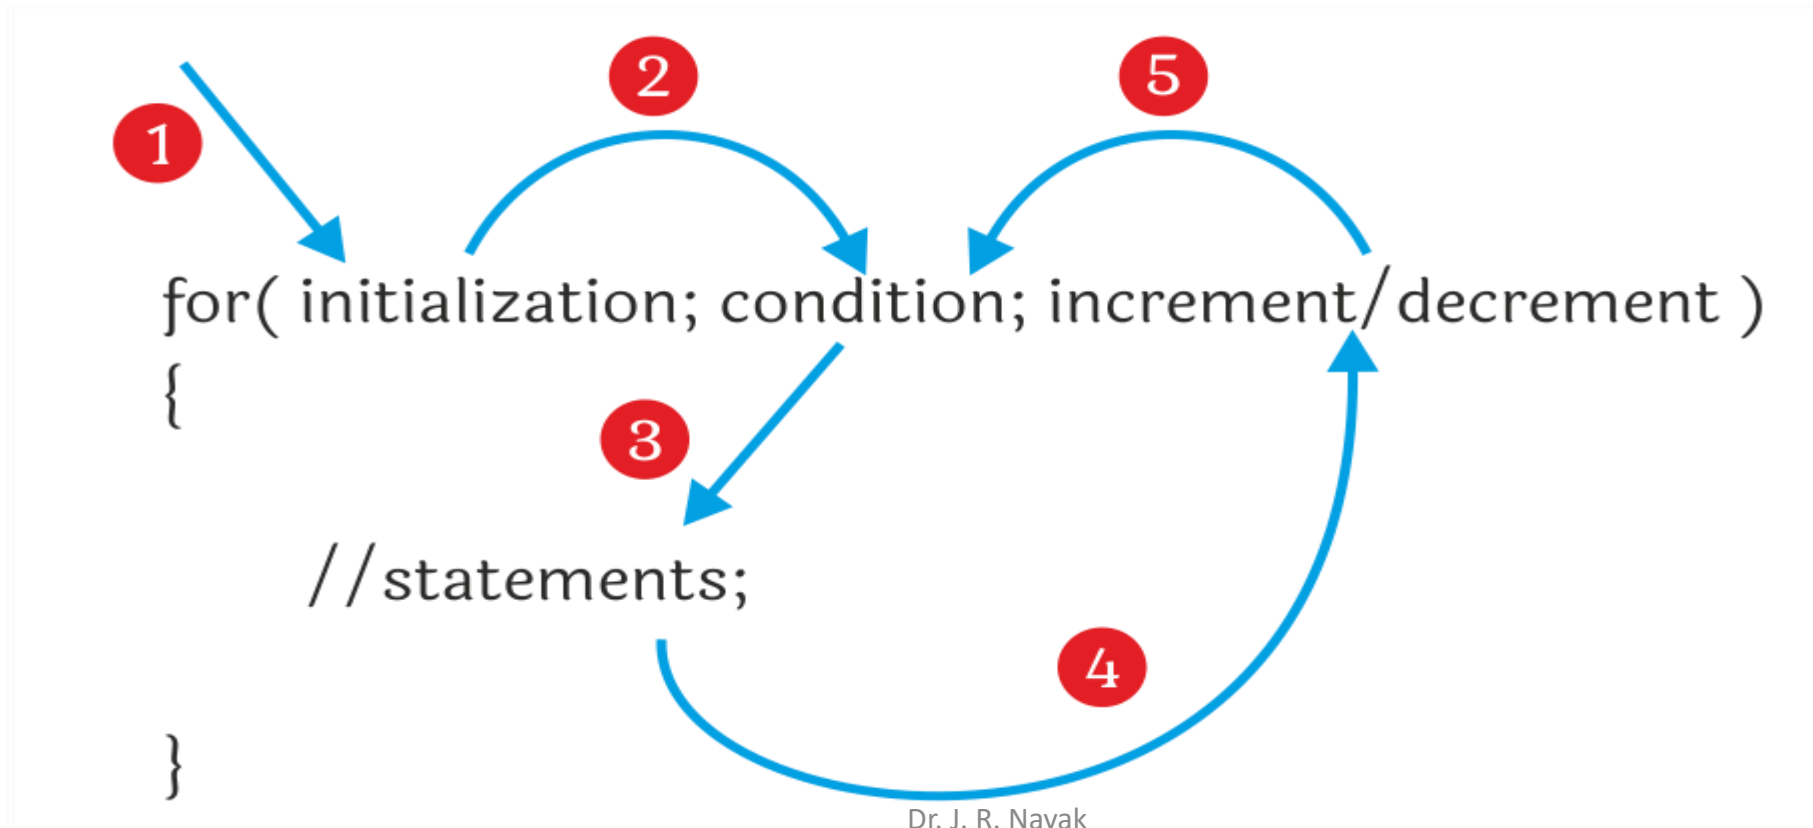 2
5
1
for( initialization; condition; increment/decrement )
{
3
//statements;
4
}
Dr. J. R. Nayak